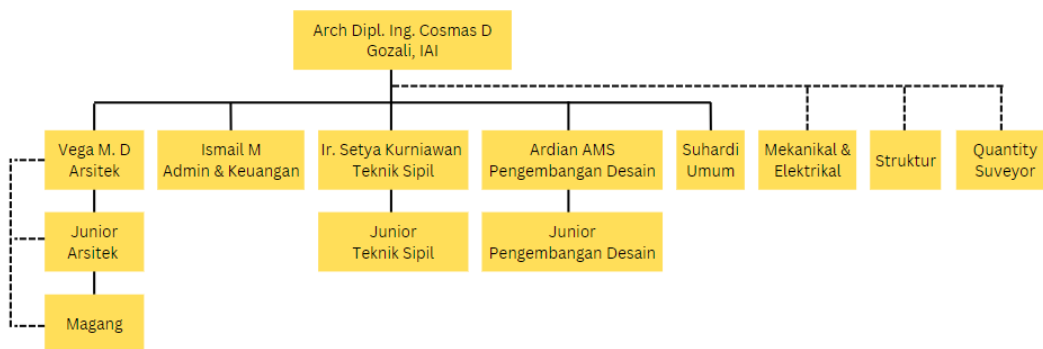 Arch Dipl. Ing. Cosmas D
Gozali, IAI
Vega M. D
Arsitek
Ismail M
Admin & Keuangan
Ir. Setya Kurniawan
Teknik Sipil
Ardian AMS
Pengembangan Desain
Suhardi
Umum
Mekanikal &
Elektrikal
Struktur
Quantity
Suveyor
Junior
Arsitek
Junior
Teknik Sipil
Junior
Pengembangan Desain
Magang